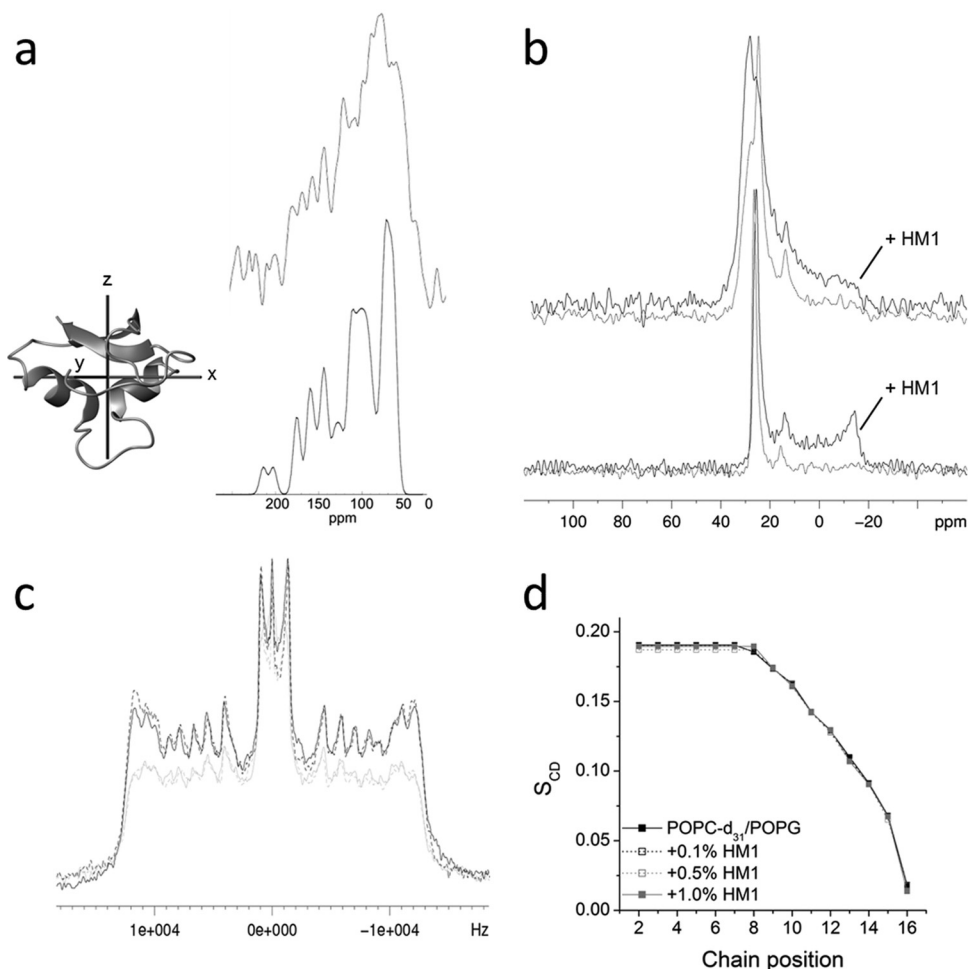 a
z
y
x
200 150 100 50 0
ppm
b
+ HM1
+ HM1
100 80 60 40 20 0 −20 ppm
c
1e+004 0e+000 -1e+004 Hz
d
0.20
0.15
0.10
0.05
0.00
S_CD
POPC-d₃₁/POPG
+0.1% HM1
+0.5% HM1
+1.0% HM1
2 4 6 8 10 12 14 16
Chain position